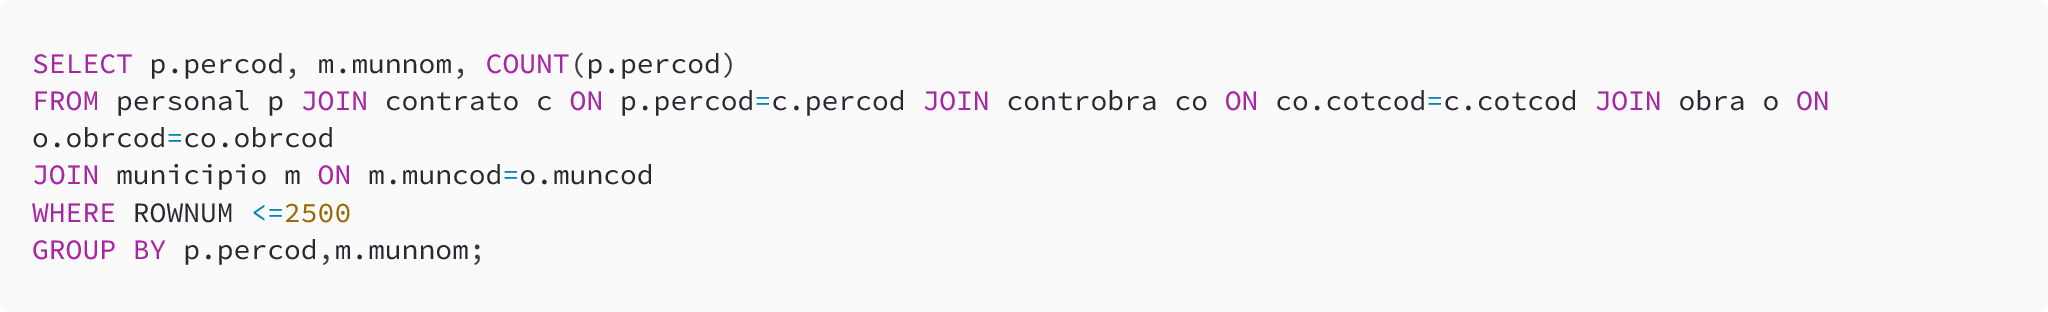 SELECT p.percod, m.munnom, COUNT(p.percod)
FROM personal p JOIN contrato c ON p.percod=c.percod JOIN controbra co ON co.cotcod=c.cotcod JOIN obra o ON
o.obrcod=co.obrcod
JOIN municipio m ON m.muncod=o.muncod
WHERE ROWNUM <=2500
GROUP BY p.percod,m.munnom;